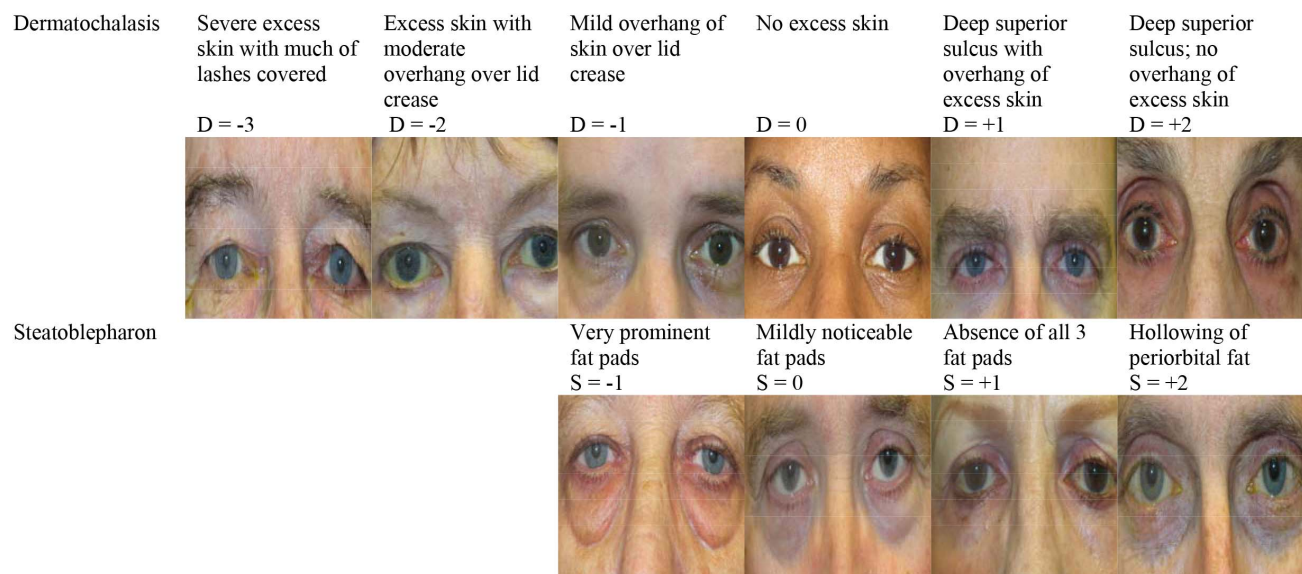 Dermatochalasis
Severe excess
skin with much of
lashes covered
D = -3
Excess skin with
moderate
overhang over lid
crease
D = -2
Mild overhang of
skin over lid
crease
D = -1
No excess skin
D = 0
Deep superior
sulcus with
overhang of
excess skin
D = +1
Deep superior
sulcus; no
overhang of
excess skin
D = +2
Steatoblepharon
Very prominent
fat pads
S = -1
Mildly noticeable
fat pads
S = 0
Absence of all 3
fat pads
S = +1
Hollowing of
periorbital fat
S = +2